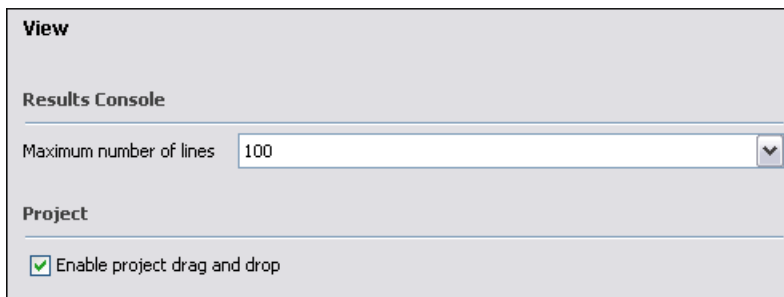 View
Results Console
Maximum number of lines 100
Project
Enable project drag and drop